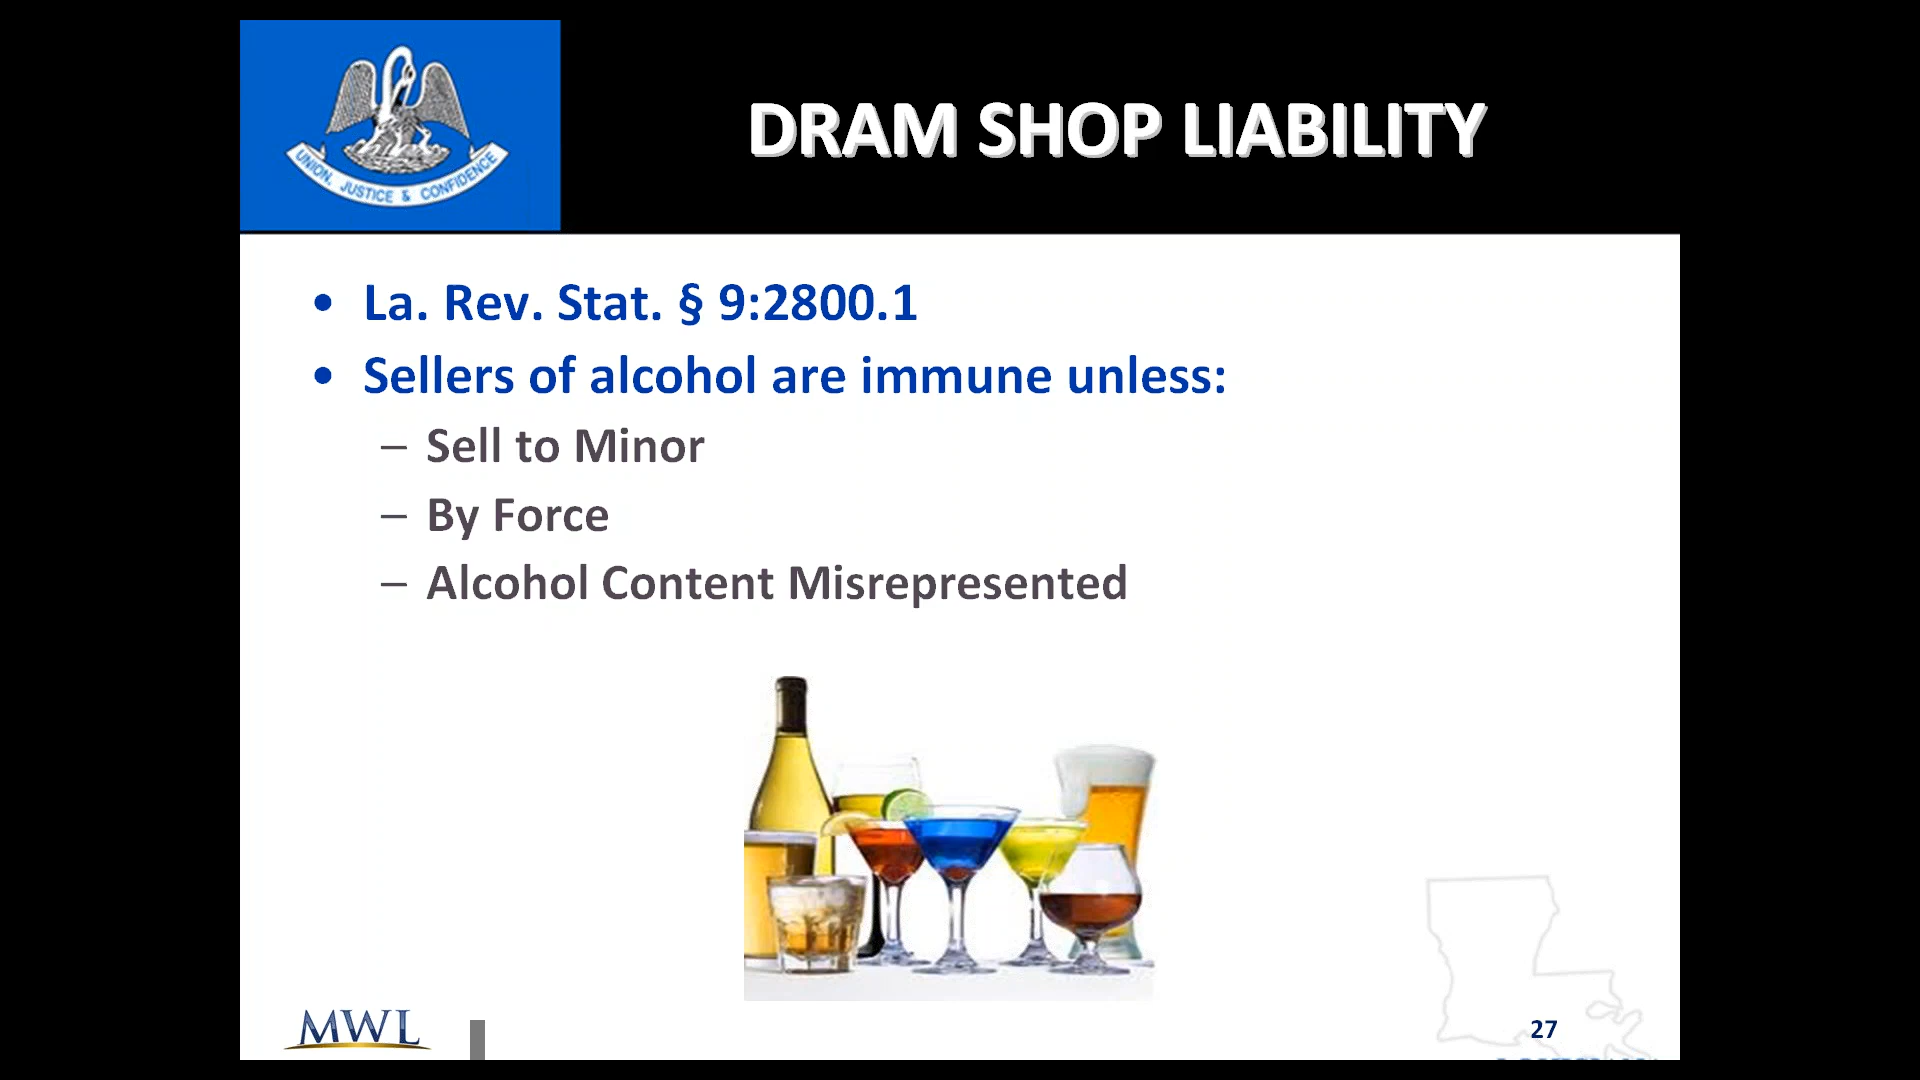 UNION, JUSTICE & CONFIDENCE
DRAM SHOP LIABILITY
• La. Rev. Stat. § 9:2800.1
• Sellers of alcohol are immune unless:
– Sell to Minor
– By Force
– Alcohol Content Misrepresented
MWL
27